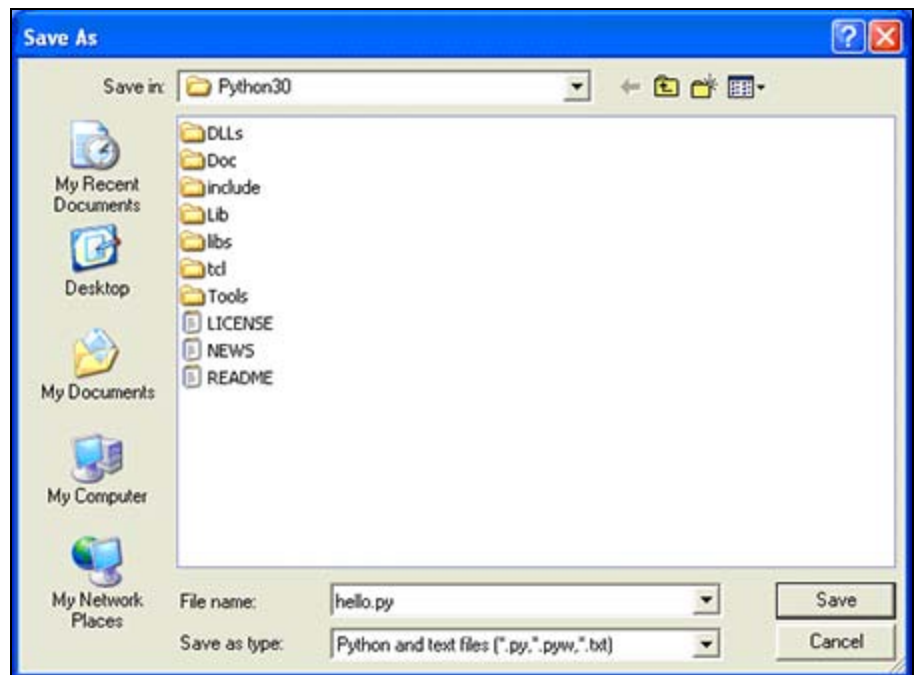 Save As
Save in:
Python30
My Recent
Documents
Desktop
My Documents
My Computer
My Network
Places
DLLs
Doc
include
Lib
libs
tcl
Tools
LICENSE
NEWS
README
File name:
hello.py
Save
Save as type:
Python and text files (*.py,*.pyw,*.txt)
Cancel